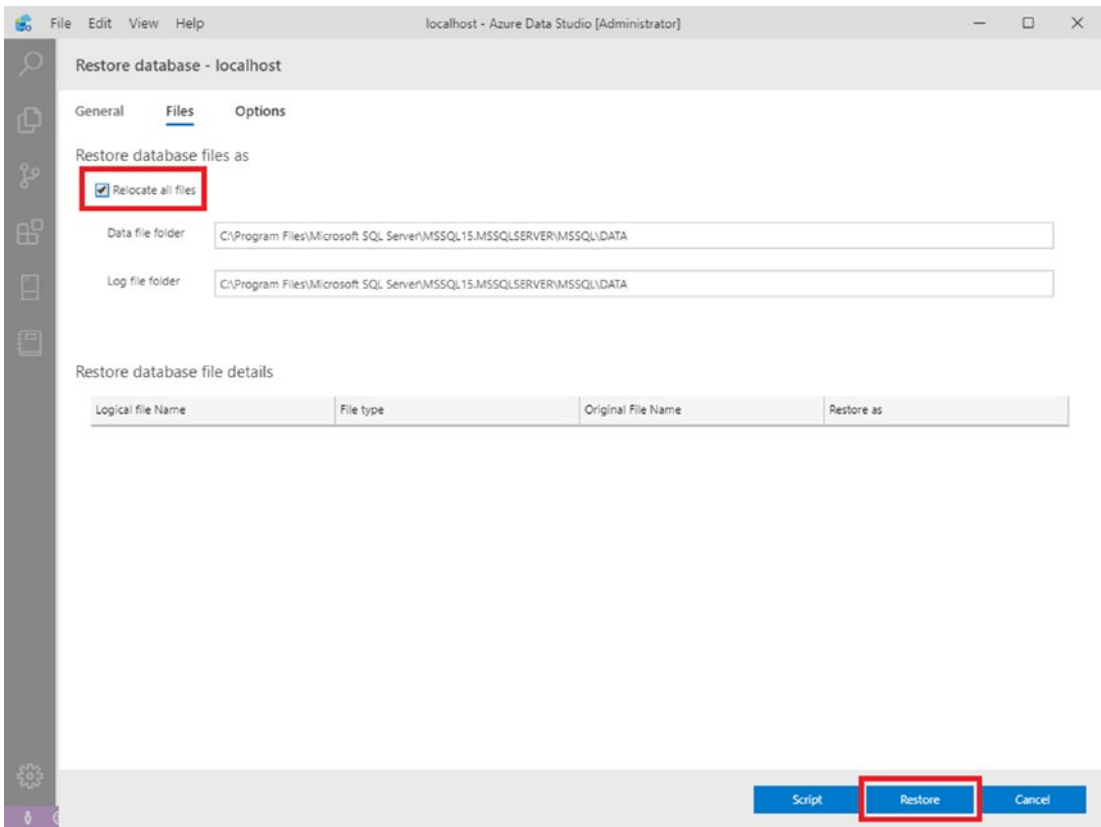 File Edit View Help localhost - Azure Data Studio [Administrator]
Restore database - localhost
General Files Options
Restore database files as
Relocate all files
Data file folder C:\Program Files\Microsoft SQL Server\MSSQL15.MSSQLSERVER\MSSQL\DATA
Log file folder C:\Program Files\Microsoft SQL Server\MSSQL15.MSSQLSERVER\MSSQL\DATA
Restore database file details
Logical file Name File type Original File Name Restore as
Script Restore Cancel